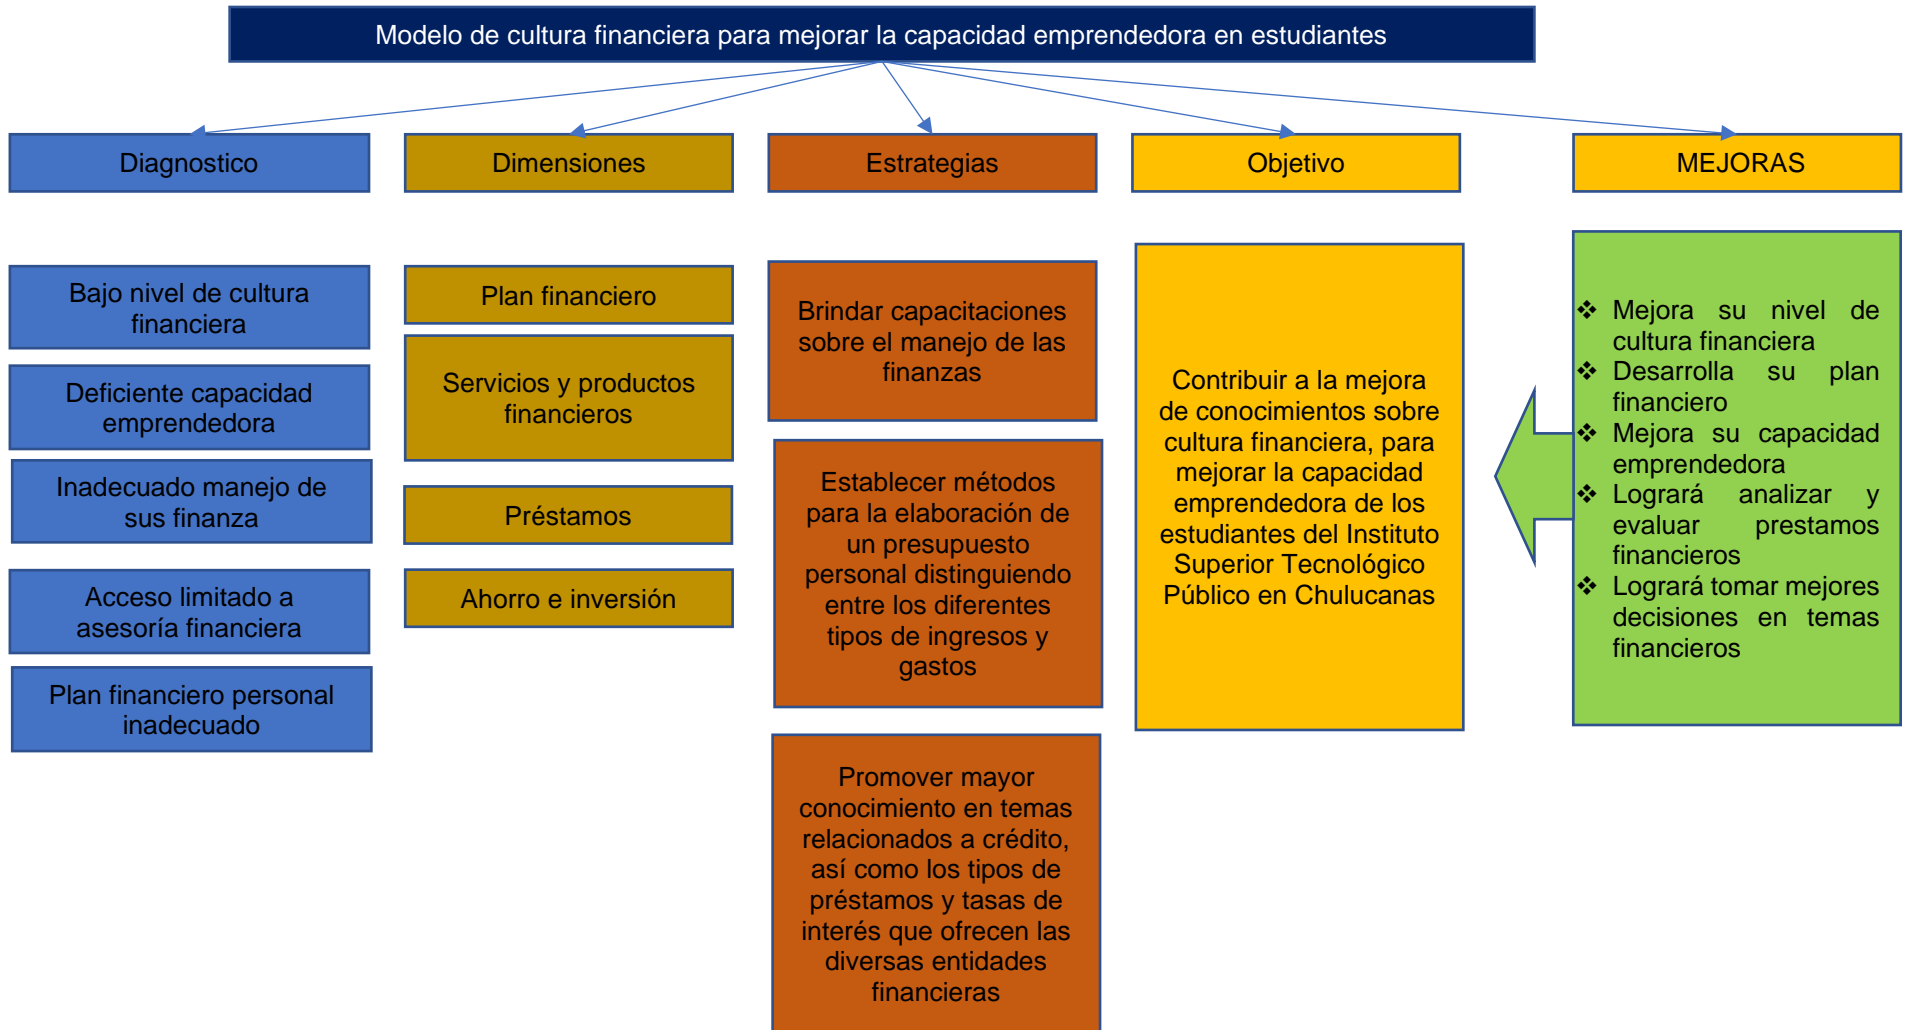 Modelo de cultura financiera para mejorar la capacidad emprendedora en estudiantes
Diagnostico
Dimensiones
Estrategias
Objetivo
MEJORAS
Bajo nivel de cultura
financiera
Deficiente capacidad
emprendedora
Inadecuado manejo de
sus finanza
Acceso limitado a
asesoría financiera
Plan financiero personal
inadecuado
Plan financiero
Servicios y productos
financieros
Préstamos
Ahorro e inversión
Brindar capacitaciones
sobre el manejo de las
finanzas
Establecer métodos
para la elaboración de
un presupuesto
personal distinguiendo
entre los diferentes
tipos de ingresos y
gastos
Promover mayor
conocimiento en temas
relacionados a crédito,
así como los tipos de
préstamos y tasas de
interés que ofrecen las
diversas entidades
financieras
Contribuir a la mejora
de conocimientos sobre
cultura financiera, para
mejorar la capacidad
emprendedora de los
estudiantes del Instituto
Superior Tecnológico
Público en Chulucanas
❖ Mejora su nivel de
cultura financiera
❖ Desarrolla su plan
financiero
❖ Mejora su capacidad
emprendedora
❖ Logrará analizar y
evaluar prestamos
financieros
❖ Logrará tomar mejores
decisiones en temas
financieros